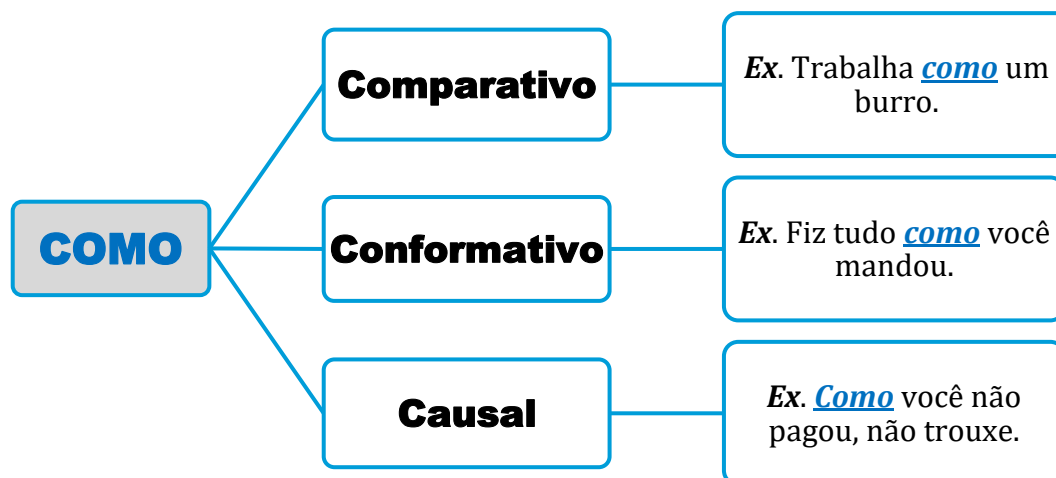 COMO
Comparativo
Ex. Trabalha como um
burro.
Conformativo
Ex. Fiz tudo como você
mandou.
Causal
Ex. Como você não
pagou, não trouxe.